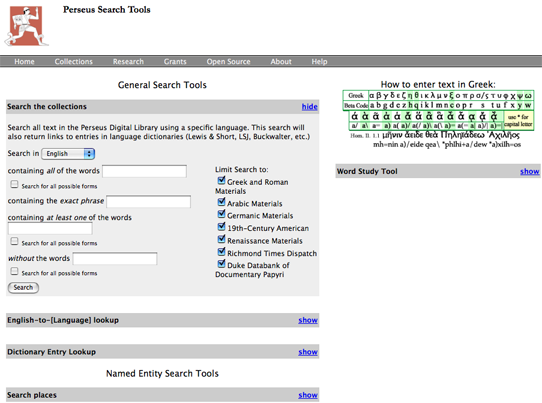 Perseus Search Tools
Home Collections Research Grants Open Source About Help
General Search Tools
Search the collections hide
Search all text in the Perseus Digital Library using a specific language. This search will
also return links to entries in language dictionaries (Lewis & Short, LSJ, Buckwalter, etc.)
Search in English
containing all of the words
Search for all possible forms
containing the exact phrase
containing at least one of the words
Search for all possible forms
without the words
Search for all possible forms
Search
Limit Search to:
Greek and Roman
Materials
Arabic Materials
Germanic Materials
19th-Century American
Renaissance Materials
Richmond Times Dispatch
Duke Databank of
Documentary Papyri
English-to-[Language] lookup show
Dictionary Entry Lookup show
Named Entity Search Tools
Search places show
How to enter text in Greek:
Greek α β γ δ ε ζ η θ ι κ λ μ ν ξ ο π ρ σ/ς τ υ φ χ ψ ω
Beta Code a b g d e z h q i k l m n c o p r s t u f x y w
use * for
capital letter
Hom. Il. 1.1 μῆνιν ἄειδε θεὰ Πηληϊάδεω Ἀχιλῆος
mh=nin a)/eide qea\ *phlhi+a/dew *a)xilh=os
Word Study Tool show